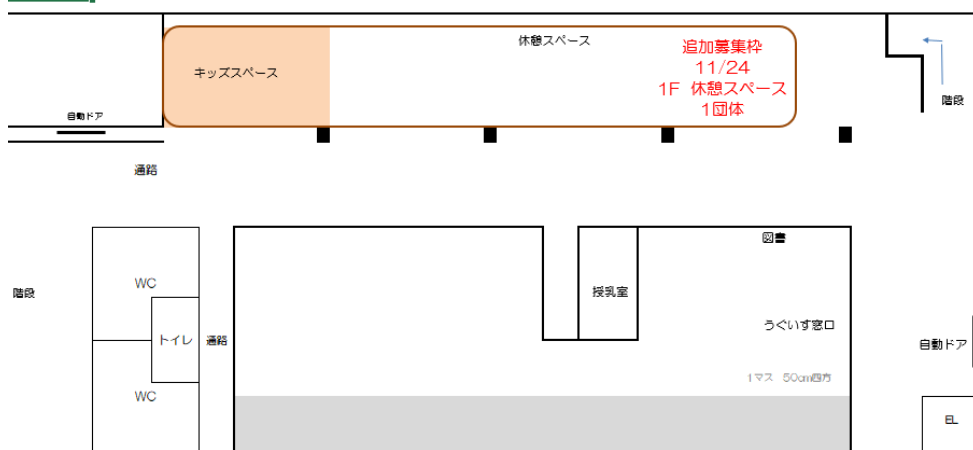 休憩スペース
追加募集枠
11/24
1F 休憩スペース
1団体
キッズスペース
階段
自動ドア
通路
図書
WC
階段
授乳室
うぐいす窓口
トイレ
通路
自動ドア
1マス 50cm四方
WC
EL